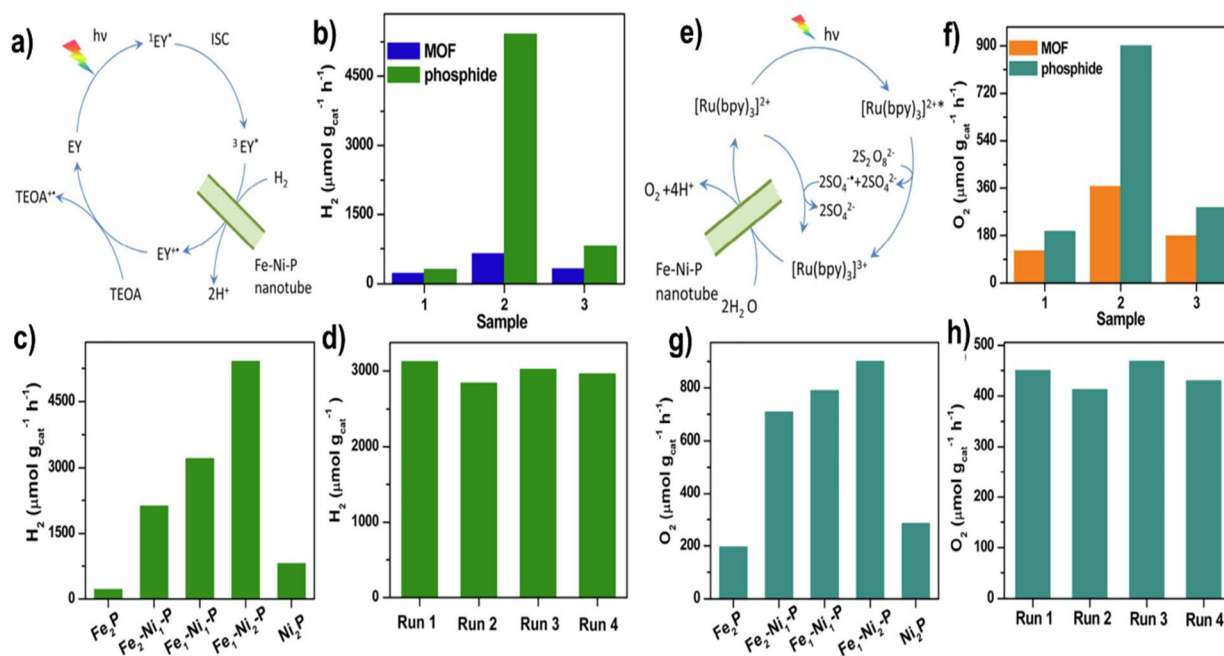 a)
hν
¹EY*
ISC
³EY*
H₂
Fe-Ni-P
nanotube
2H⁺
EY⁺•
TEOA
TEOA⁺•
EY
b)
MOF
phosphide
H₂ (μmol g_cat⁻¹ h⁻¹)
4500
3000
1500
0
1 2 3
Sample
e)
hν
[Ru(bpy)₃]²⁺
[Ru(bpy)₃]²⁺*
2S₂O₈²⁻
2SO₄⁻•+2SO₄²⁻
2SO₄²⁻
O₂ +4H⁺
Fe-Ni-P
nanotube
[Ru(bpy)₃]³⁺
2H₂O
f)
MOF
phosphide
O₂ (μmol g_cat⁻¹ h⁻¹)
900
720
540
360
180
0
1 2 3
Sample
c)
H₂ (μmol g_cat⁻¹ h⁻¹)
4500
3000
1500
0
Fe₂P Fe₂-Ni₁-P Fe₁-Ni₁-P Fe₁-Ni₂-P Ni₂P
d)
H₂ (μmol g_cat⁻¹)
3000
2000
1000
0
Run 1 Run 2 Run 3 Run 4
g)
O₂ (μmol g_cat⁻¹ h⁻¹)
800
600
400
200
0
Fe₂P Fe₂-Ni₁-P Fe₁-Ni₁-P Fe₁-Ni₂-P Ni₂P
h)
O₂ (μmol g_cat⁻¹ h⁻¹)
500
400
300
200
100
0
Run 1 Run 2 Run 3 Run 4